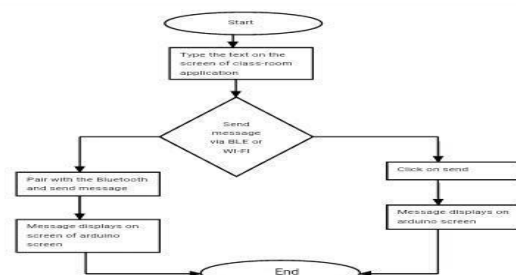 Start
Type the text on the
screen of class-room
application
Send
message
via BLE or
WI-FI
Pair with the Bluetooth
and send message
Click on send
Message displays on
screen of arduino
screen
Message displays on
arduino screen
End